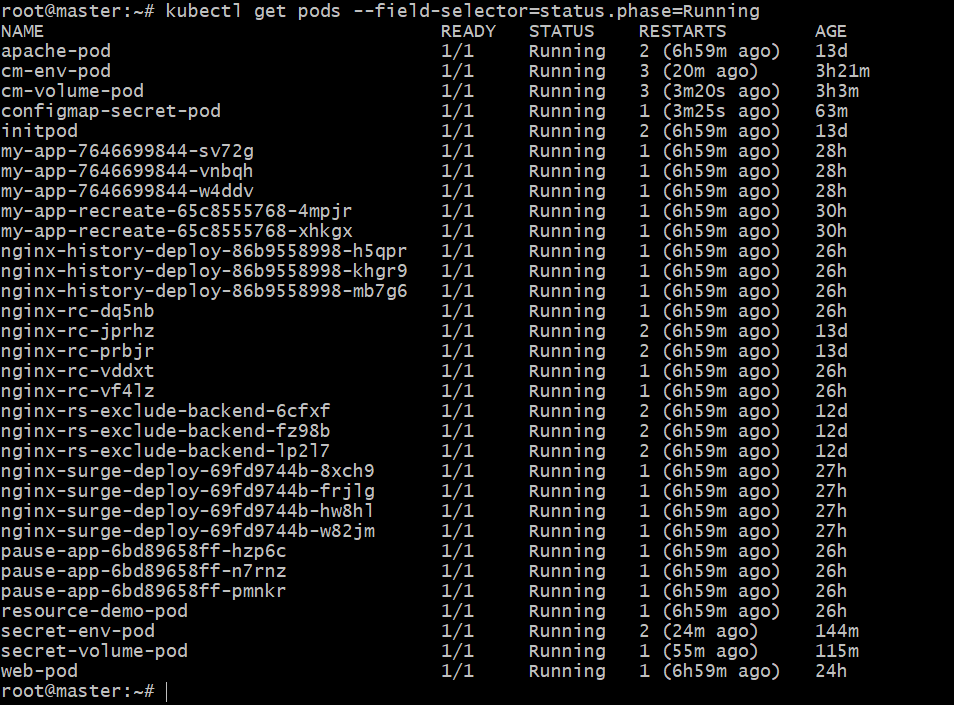 root@master:~# kubectl get pods --field-selector=status.phase=Running
NAME READY STATUS RESTARTS AGE
apache-pod 1/1 Running 2 (6h59m ago) 13d
cm-env-pod 1/1 Running 3 (20m ago) 3h21m
cm-volume-pod 1/1 Running 3 (3m20s ago) 3h3m
configmap-secret-pod 1/1 Running 1 (3m25s ago) 63m
initpod 1/1 Running 2 (6h59m ago) 13d
my-app-7646699844-sv72g 1/1 Running 1 (6h59m ago) 28h
my-app-7646699844-vnbqh 1/1 Running 1 (6h59m ago) 28h
my-app-7646699844-w4ddv 1/1 Running 1 (6h59m ago) 28h
my-app-recreate-65c8555768-4mpjr 1/1 Running 1 (6h59m ago) 30h
my-app-recreate-65c8555768-xhkgx 1/1 Running 1 (6h59m ago) 30h
nginx-history-deploy-86b9558998-h5qpr 1/1 Running 1 (6h59m ago) 26h
nginx-history-deploy-86b9558998-khgr9 1/1 Running 1 (6h59m ago) 26h
nginx-history-deploy-86b9558998-mb7g6 1/1 Running 1 (6h59m ago) 26h
nginx-rc-dq5nb 1/1 Running 1 (6h59m ago) 26h
nginx-rc-jprhz 1/1 Running 2 (6h59m ago) 13d
nginx-rc-prbjr 1/1 Running 2 (6h59m ago) 13d
nginx-rc-vddxt 1/1 Running 1 (6h59m ago) 26h
nginx-rc-vf4lz 1/1 Running 1 (6h59m ago) 26h
nginx-rs-exclude-backend-6cfxf 1/1 Running 2 (6h59m ago) 12d
nginx-rs-exclude-backend-fz98b 1/1 Running 2 (6h59m ago) 12d
nginx-rs-exclude-backend-lp2l7 1/1 Running 2 (6h59m ago) 12d
nginx-surge-deploy-69fd9744b-8xch9 1/1 Running 1 (6h59m ago) 27h
nginx-surge-deploy-69fd9744b-frjlg 1/1 Running 1 (6h59m ago) 27h
nginx-surge-deploy-69fd9744b-hw8hl 1/1 Running 1 (6h59m ago) 27h
nginx-surge-deploy-69fd9744b-w82jm 1/1 Running 1 (6h59m ago) 27h
pause-app-6bd89658ff-hzp6c 1/1 Running 1 (6h59m ago) 26h
pause-app-6bd89658ff-n7rnz 1/1 Running 1 (6h59m ago) 26h
pause-app-6bd89658ff-pmnkr 1/1 Running 1 (6h59m ago) 26h
resource-demo-pod 1/1 Running 1 (6h59m ago) 26h
secret-env-pod 1/1 Running 2 (24m ago) 144m
secret-volume-pod 1/1 Running 1 (55m ago) 115m
web-pod 1/1 Running 1 (6h59m ago) 24h
root@master:~#